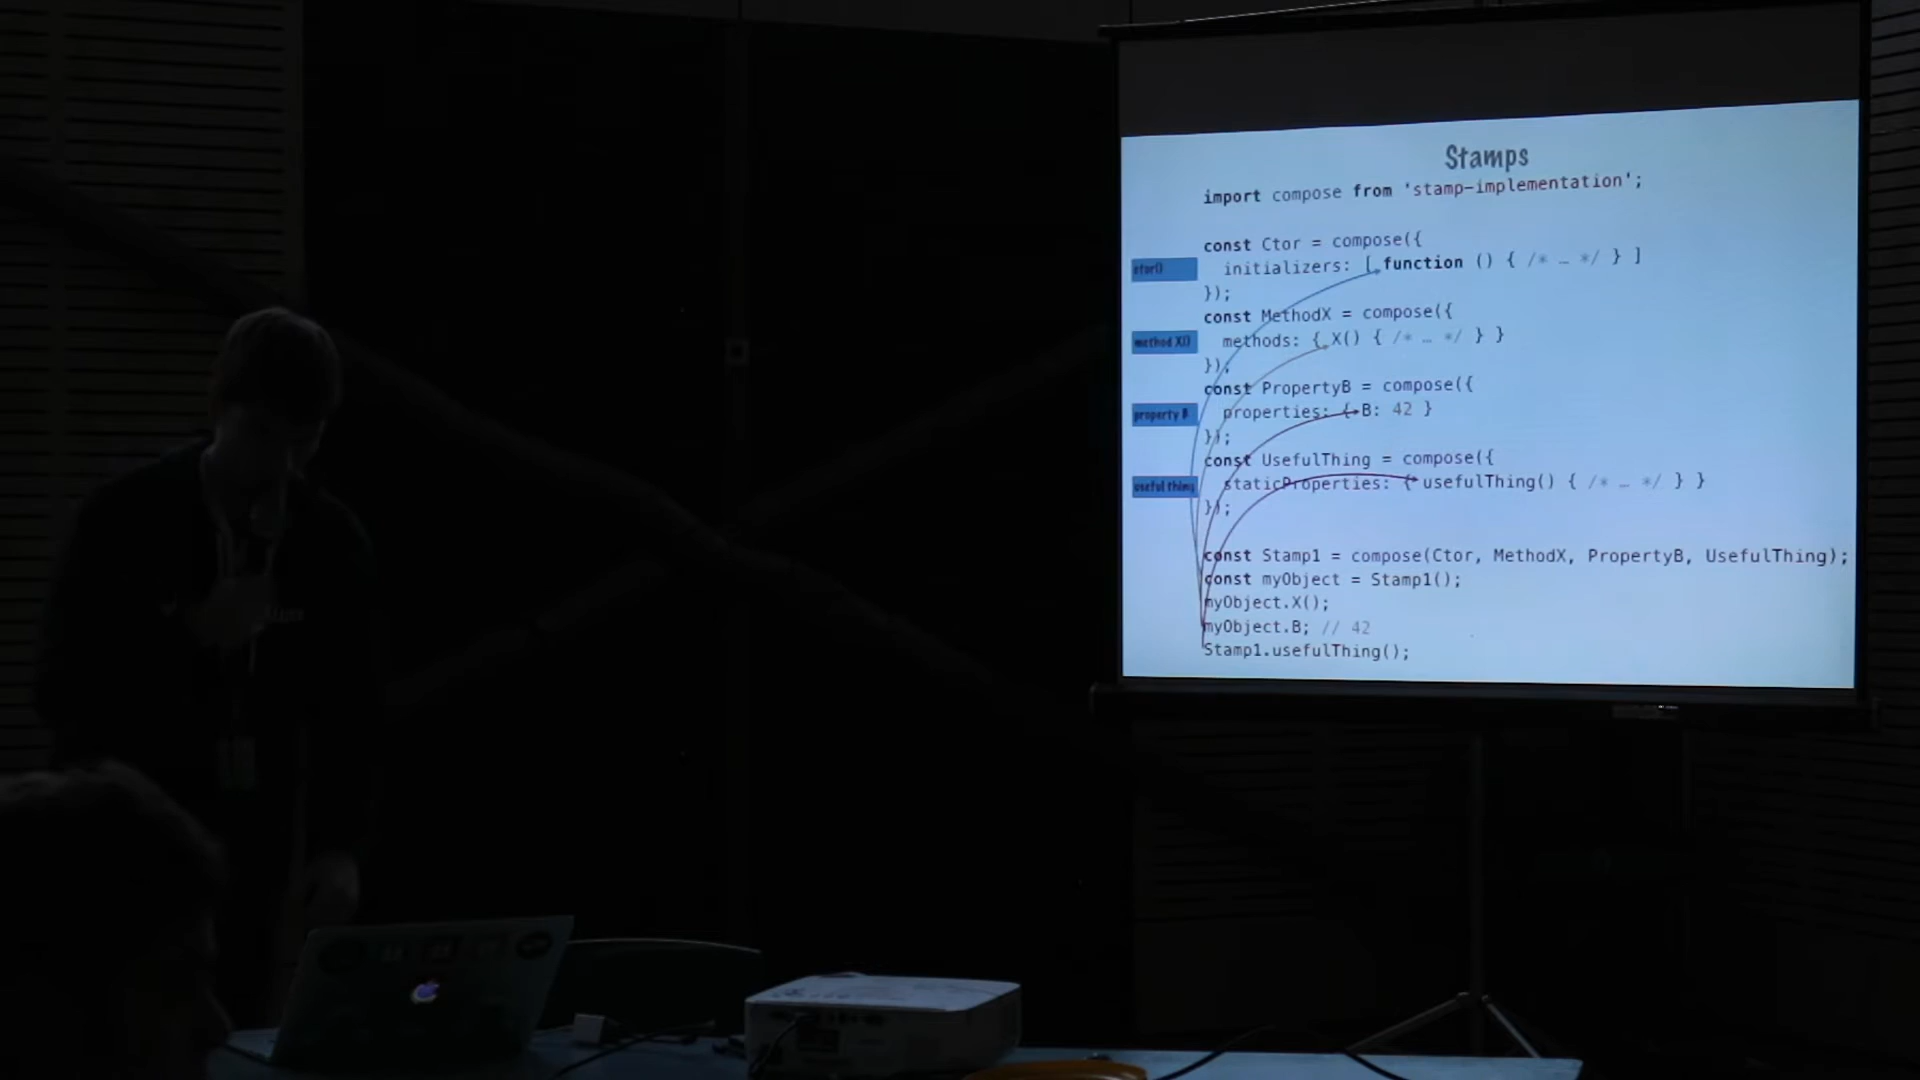 Stamps
import compose from 'stamp-implementation';
const Ctor = compose({
ctor()
initializers: [ function () { /* … */ } ]
});
const MethodX = compose({
method X()
methods: { X() { /* … */ } }
});
const PropertyB = compose({
property B
properties: { B: 42 }
});
const UsefulThing = compose({
useful thing
staticProperties: { usefulThing() { /* … */ } }
});
const Stamp1 = compose(Ctor, MethodX, PropertyB, UsefulThing);
const myObject = Stamp1();
myObject.X();
myObject.B; // 42
Stamp1.usefulThing();